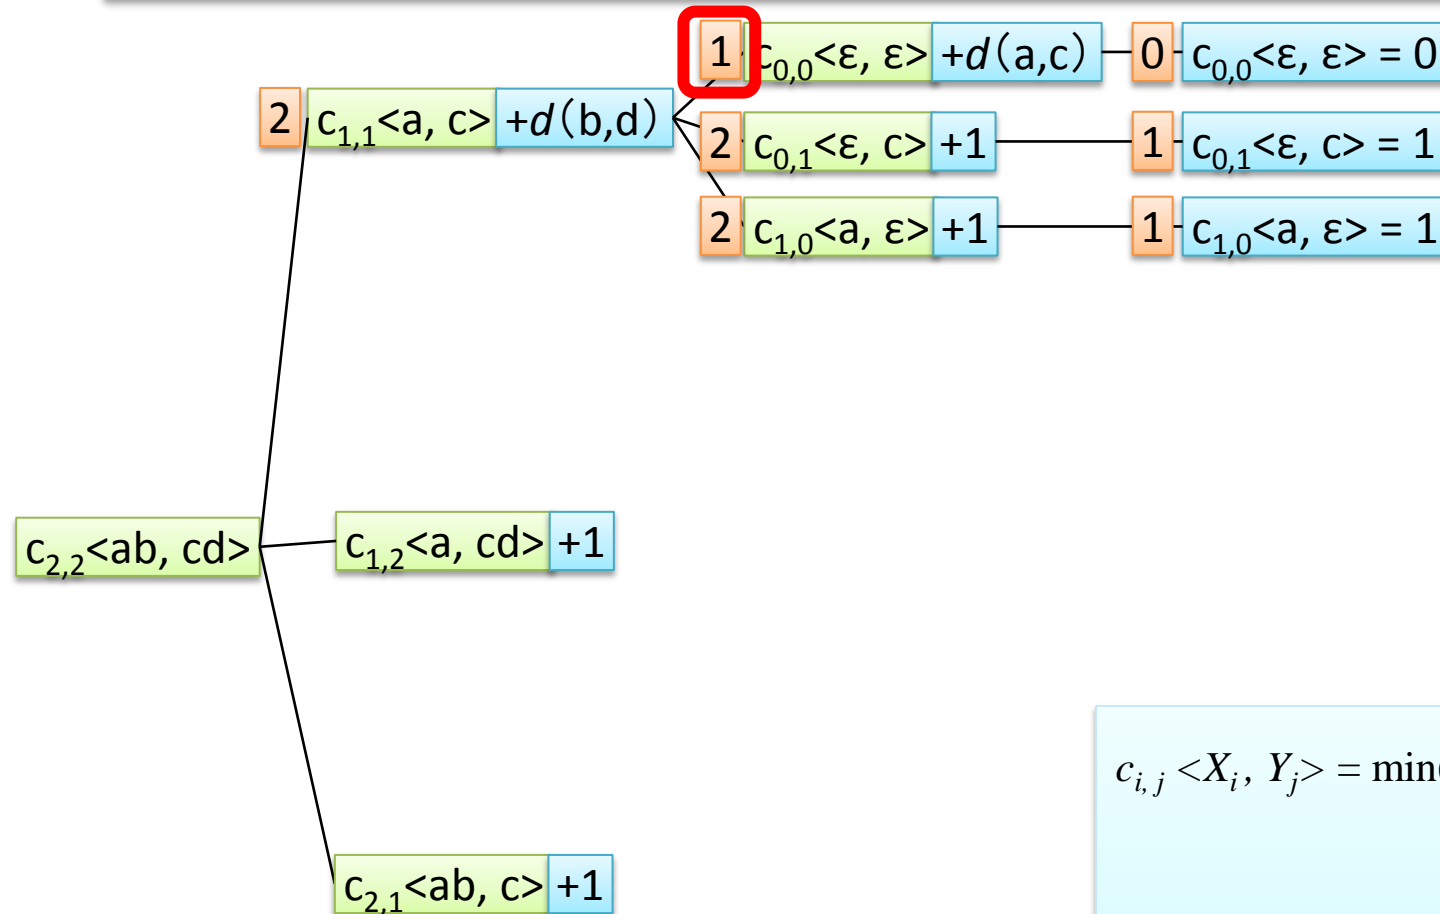 1 c0,0<ε, ε> +d(a,c) 0 c0,0<ε, ε> = 0
2 c1,1<a, c> +d(b,d)
2 c0,1<ε, c> +1 1 c0,1<ε, c> = 1
2 c1,0<a, ε> +1 1 c1,0<a, ε> = 1
c2,2<ab, cd> c1,2<a, cd> +1
ci, j <Xi, Yj> = min(
c2,1<ab, c> +1